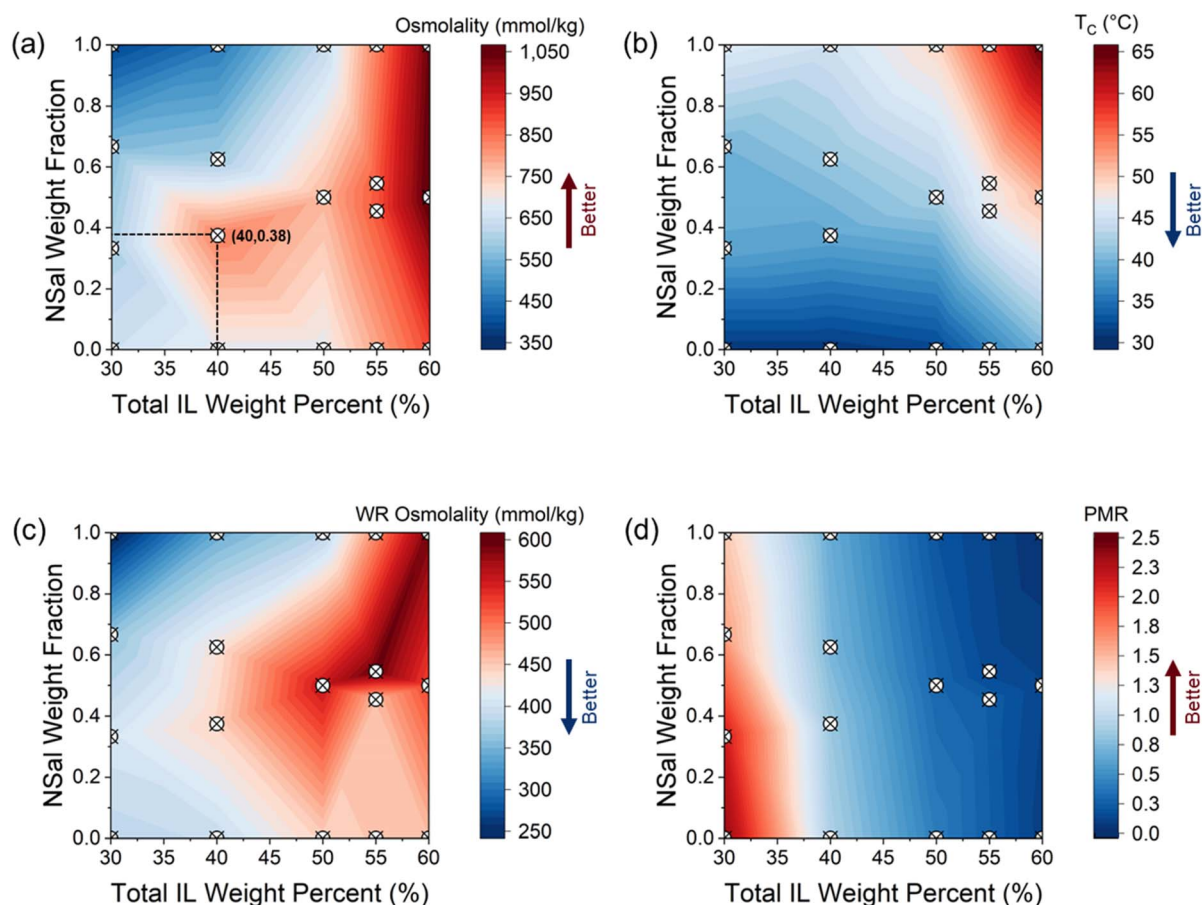 (a)
Osmolality (mmol/kg)
NSal Weight Fraction
1.0
0.8
0.6
0.4
0.2
0.0
(40,0.38)
30 35 40 45 50 55 60
Total IL Weight Percent (%)
1,050
950
850
750
650
550
450
350
Better
(b)
TC (°C)
NSal Weight Fraction
1.0
0.8
0.6
0.4
0.2
0.0
30 35 40 45 50 55 60
Total IL Weight Percent (%)
65
60
55
50
45
40
35
30
Better
(c)
WR Osmolality (mmol/kg)
NSal Weight Fraction
1.0
0.8
0.6
0.4
0.2
0.0
30 35 40 45 50 55 60
Total IL Weight Percent (%)
600
550
500
450
400
350
300
250
Better
(d)
PMR
NSal Weight Fraction
1.0
0.8
0.6
0.4
0.2
0.0
30 35 40 45 50 55 60
Total IL Weight Percent (%)
2.5
2.3
2.0
1.8
1.5
1.3
1.0
0.8
0.5
0.3
0.0
Better